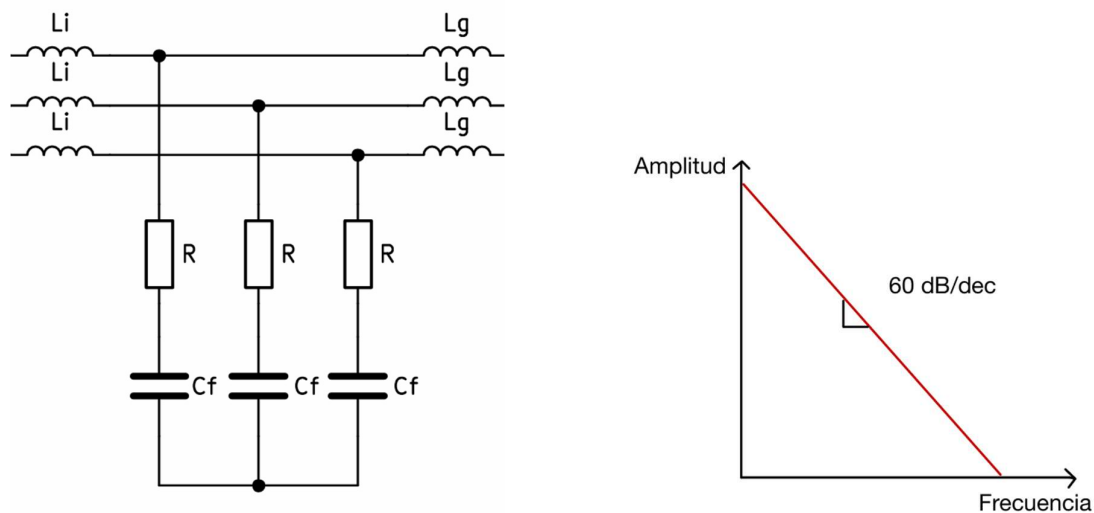 Li
Lg
Li
Lg
Li
Lg
R
R
R
Cf
Cf
Cf
Amplitud
60 dB/dec
Frecuencia